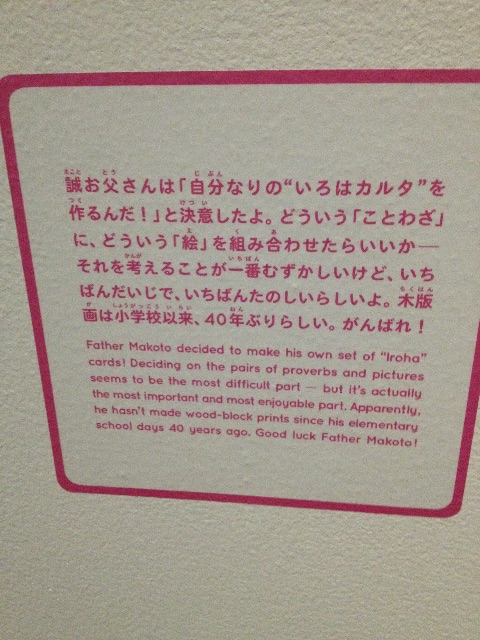 誠お父さんは「自分なりの“いろはカルタ”を
作るんだ！」と決意したよ。どういう「ことわざ」
に、どういう「絵」を組み合わせたらいいか―
それを考えることが一番むずかしいけど、いち
ばんだいじで、いちばんたのしいらしいよ。木版
画は小学校以来、40年ぶりらしい。がんばれ！
Father Makoto decided to make his own set of “Iroha”
cards! Deciding on the pairs of proverbs and pictures
seems to be the most difficult part — but it’s actually
the most important and most enjoyable part. Apparently,
he hasn’t made wood-block prints since his elementary
school days 40 years ago. Good luck Father Makoto!